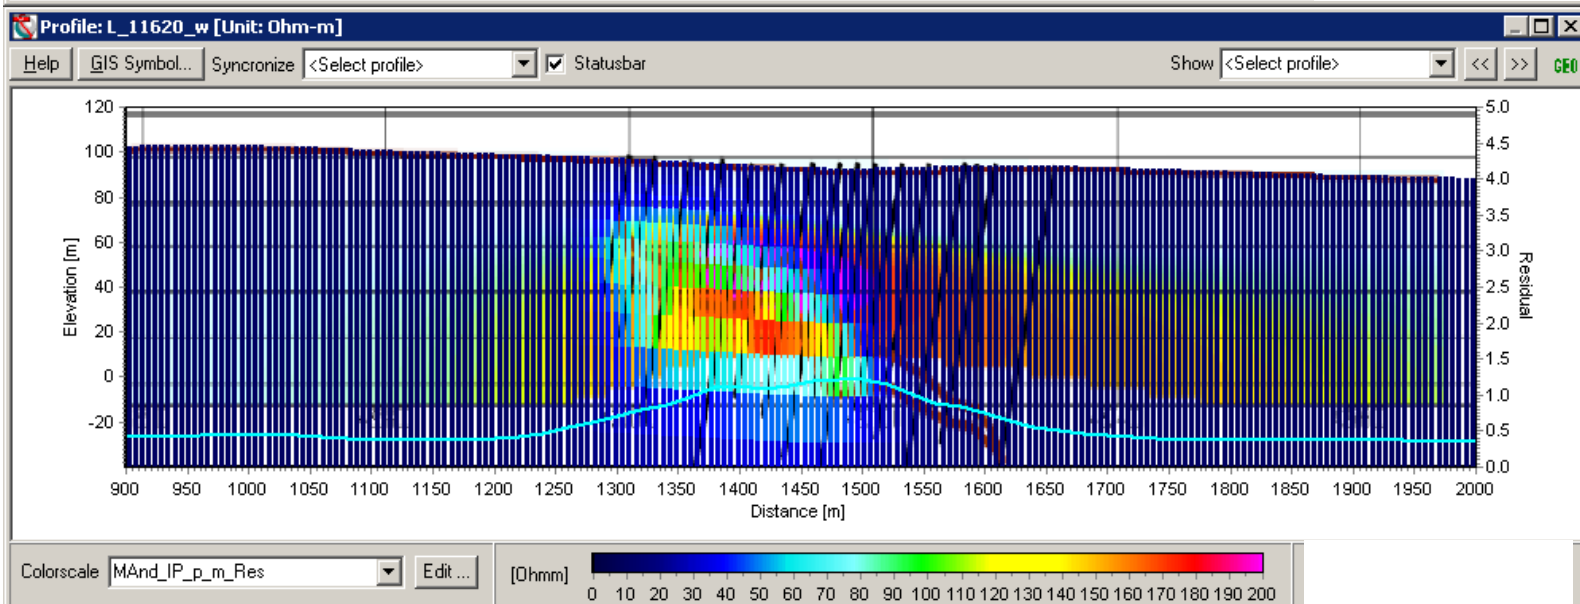 Profile: L_11620_w [Unit: Ohm-m]
Help GIS Symbol... Syncronize <Select profile> Statusbar Show <Select profile> << >> GEO
120 5.0
100 4.5
80 4.0
60 3.5
40 3.0
20 2.5
0 2.0
-20 1.5
1.0
0.5
0.0
Elevation [m]
Residual
900 950 1000 1050 1100 1150 1200 1250 1300 1350 1400 1450 1500 1550 1600 1650 1700 1750 1800 1850 1900 1950 2000
Distance [m]
Colorscale MAnd_IP_p_m_Res Edit ... [Ohmm]
0 10 20 30 40 50 60 70 80 90 100 110 120 130 140 150 160 170 180 190 200